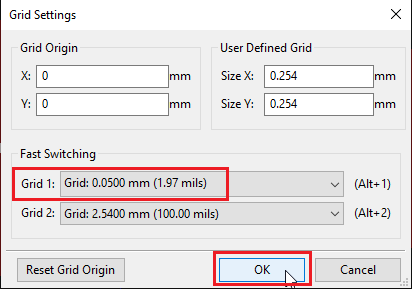 Grid Settings
Grid Origin
User Defined Grid
X: 0 mm
Size X: 0.254 mm
Y: 0 mm
Size Y: 0.254 mm
Fast Switching
Grid 1: Grid: 0.0500 mm (1.97 mils) (Alt+1)
Grid 2: Grid: 2.5400 mm (100.00 mils) (Alt+2)
Reset Grid Origin OK Cancel